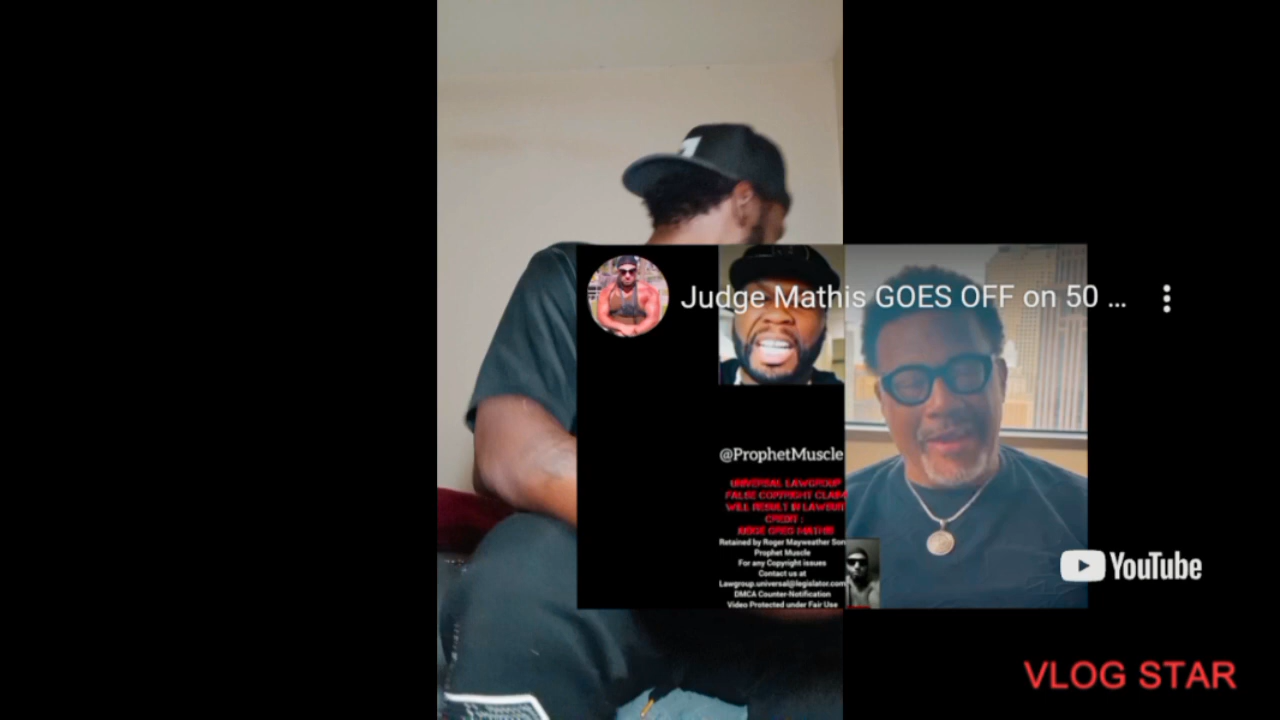 Judge Mathis GOES OFF on 50 ...
@ProphetMuscle
UNIVERSAL LAWGROUP
FALSE COPYRIGHT CLAIM
WILL RESULT IN LAWSUIT
CREDIT :
JUDGE GREG MATHIS
Retained by Roger Mayweather Son
Prophet Muscle
For any Copyright issues
Contact us at
Lawgroup.universal@legislator.com
DMCA Counter-Notification
Video Protected under Fair Use
YouTube
VLOG STAR